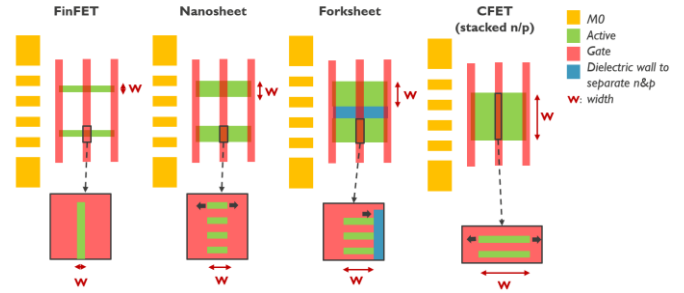 FinFET
Nanosheet
Forksheet
CFET
(stacked n/p)
M0
Active
Gate
Dielectric wall to
separate n&p
W: width
W
W
W
W
W
W
W
W